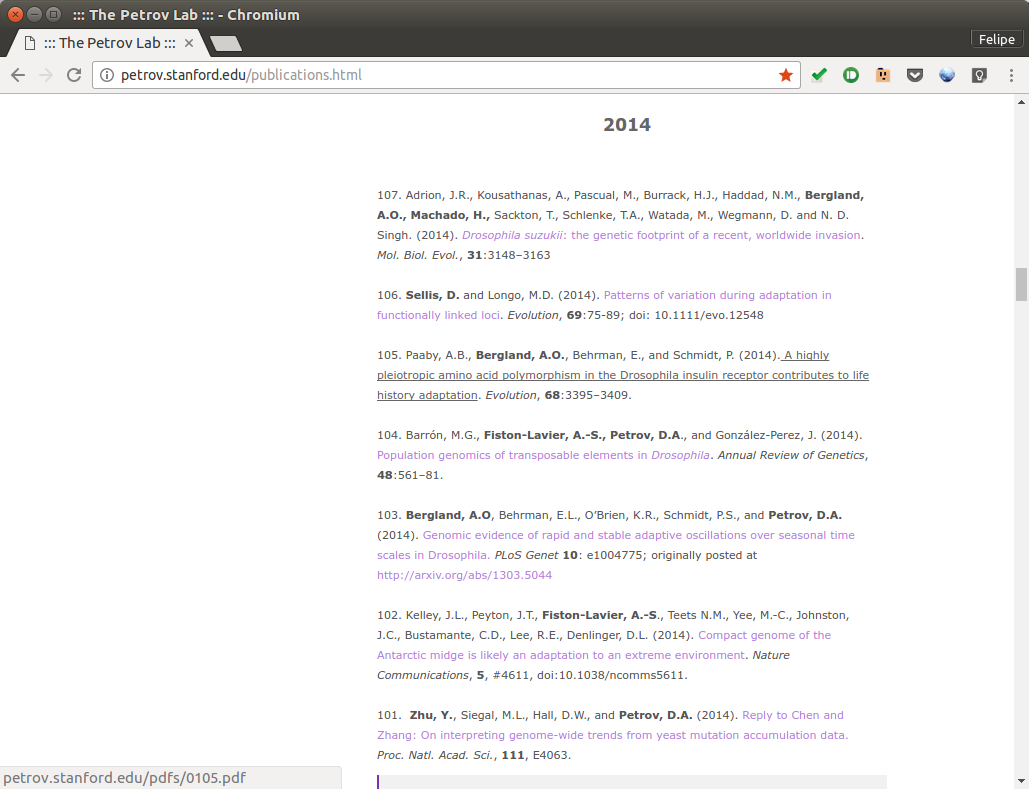 ::: The Petrov Lab ::: - Chromium
::: The Petrov Lab :::
Felipe
petrov.stanford.edu/publications.html
2014
107. Adrion, J.R., Kousathanas, A., Pascual, M., Burrack, H.J., Haddad, N.M., Bergland,
A.O., Machado, H., Sackton, T., Schlenke, T.A., Watada, M., Wegmann, D. and N. D.
Singh. (2014). Drosophila suzukii: the genetic footprint of a recent, worldwide invasion.
Mol. Biol. Evol., 31:3148–3163
106. Sellis, D. and Longo, M.D. (2014). Patterns of variation during adaptation in
functionally linked loci. Evolution, 69:75-89; doi: 10.1111/evo.12548
105. Paaby, A.B., Bergland, A.O., Behrman, E., and Schmidt, P. (2014). A highly
pleiotropic amino acid polymorphism in the Drosophila insulin receptor contributes to life
history adaptation. Evolution, 68:3395–3409.
104. Barrón, M.G., Fiston-Lavier, A.-S., Petrov, D.A., and González-Perez, J. (2014).
Population genomics of transposable elements in Drosophila. Annual Review of Genetics,
48:561–81.
103. Bergland, A.O, Behrman, E.L., O’Brien, K.R., Schmidt, P.S., and Petrov, D.A.
(2014). Genomic evidence of rapid and stable adaptive oscillations over seasonal time
scales in Drosophila. PLoS Genet 10: e1004775; originally posted at
http://arxiv.org/abs/1303.5044
102. Kelley, J.L., Peyton, J.T., Fiston-Lavier, A.-S., Teets N.M., Yee, M.-C., Johnston,
J.C., Bustamante, C.D., Lee, R.E., Denlinger, D.L. (2014). Compact genome of the
Antarctic midge is likely an adaptation to an extreme environment. Nature
Communications, 5, #4611, doi:10.1038/ncomms5611.
101. Zhu, Y., Siegal, M.L., Hall, D.W., and Petrov, D.A. (2014). Reply to Chen and
Zhang: On interpreting genome-wide trends from yeast mutation accumulation data.
Proc. Natl. Acad. Sci., 111, E4063.
petrov.stanford.edu/pdfs/0105.pdf